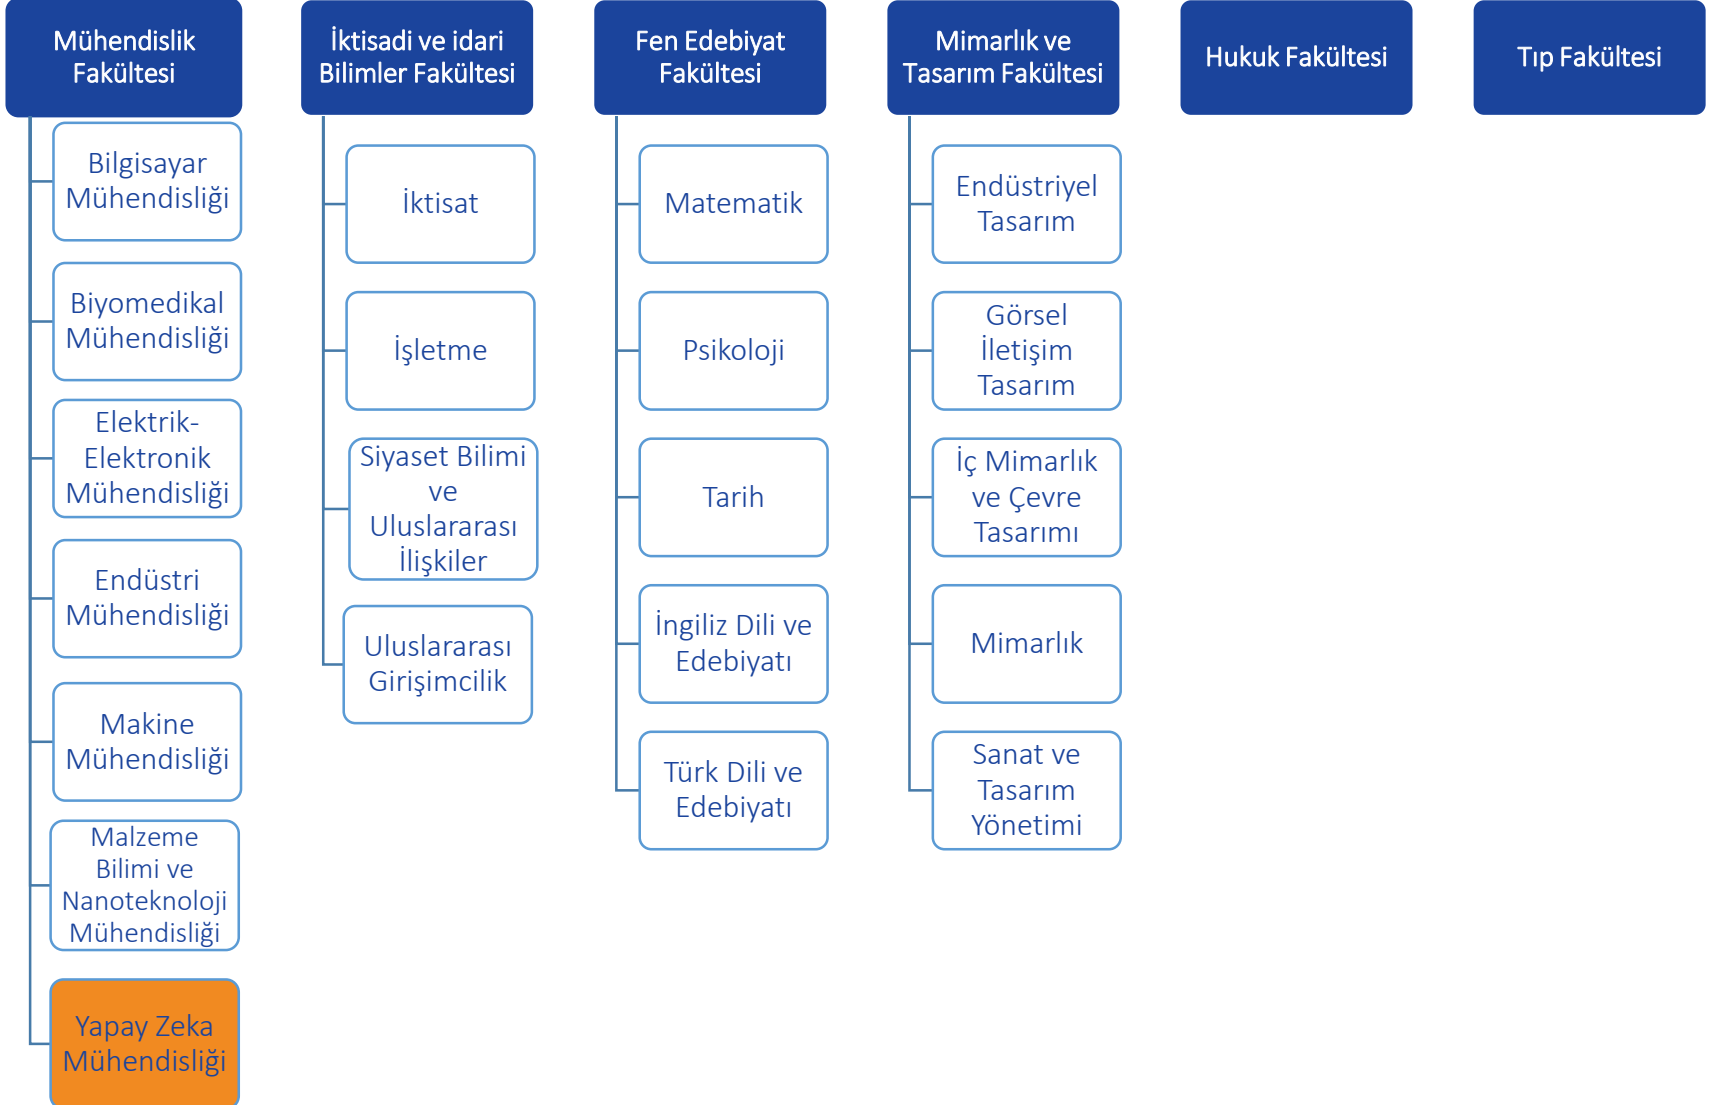 Mühendislik
Fakültesi
Bilgisayar
Mühendisliği
Biyomedikal
Mühendisliği
Elektrik-
Elektronik
Mühendisliği
Endüstri
Mühendisliği
Makine
Mühendisliği
Malzeme
Bilimi ve
Nanoteknoloji
Mühendisliği
Yapay Zeka
Mühendisliği
İktisadi ve idari
Bilimler Fakültesi
İktisat
İşletme
Siyaset Bilimi
ve
Uluslararası
İlişkiler
Uluslararası
Girişimcilik
Fen Edebiyat
Fakültesi
Matematik
Psikoloji
Tarih
İngiliz Dili ve
Edebiyatı
Türk Dili ve
Edebiyatı
Mimarlık ve
Tasarım Fakültesi
Endüstriyel
Tasarım
Görsel
İletişim
Tasarım
İç Mimarlık
ve Çevre
Tasarımı
Mimarlık
Sanat ve
Tasarım
Yönetimi
Hukuk Fakültesi
Tıp Fakültesi